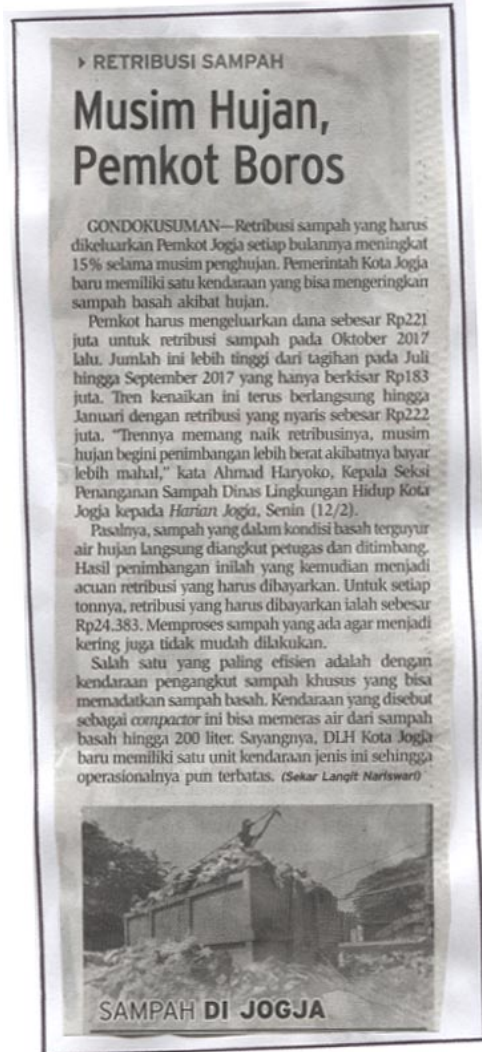 RETRIBUSI SAMPAH
Musim Hujan,
Pemkot Boros
GONDOKUSUMAN—Retribusi sampah yang harus
dikeluarkan Pemkot Jogja setiap bulannya meningkat
15% selama musim penghujan. Pemerintah Kota Jogja
baru memiliki satu kendaraan yang bisa mengeringkan
sampah basah akibat hujan.
Pemkot harus mengeluarkan dana sebesar Rp221
juta untuk retribusi sampah pada Oktober 2017
lalu. Jumlah ini lebih tinggi dari tagihan pada Juli
hingga September 2017 yang hanya berkisar Rp183
juta. Tren kenaikan ini terus berlangsung hingga
Januari dengan retribusi yang nyaris sebesar Rp222
juta. "Trennya memang naik retribusinya, musim
hujan begini penimbangan lebih berat akibatnya bayar
lebih mahal," kata Ahmad Haryoko, Kepala Seksi
Penanganan Sampah Dinas Lingkungan Hidup Kota
Jogja kepada Harian Jogja, Senin (12/2).
Pasalnya, sampah yang dalam kondisi basah terguyur
air hujan langsung diangkut petugas dan ditimbang.
Hasil penimbangan inilah yang kemudian menjadi
acuan retribusi yang harus dibayarkan. Untuk setiap
tonnya, retribusi yang harus dibayarkan ialah sebesar
Rp24.383. Memproses sampah yang ada agar menjadi
kering juga tidak mudah dilakukan.
Salah satu yang paling efisien adalah dengan
kendaraan pengangkut sampah khusus yang bisa
memadatkan sampah basah. Kendaraan yang disebut
sebagai compactor ini bisa memeras air dari sampah
basah hingga 200 liter. Sayangnya, DLH Kota Jogja
baru memiliki satu unit kendaraan jenis ini sehingga
operasionalnya pun terbatas. (Sekar Langit Nariswari)
SAMPAH DI JOGJA